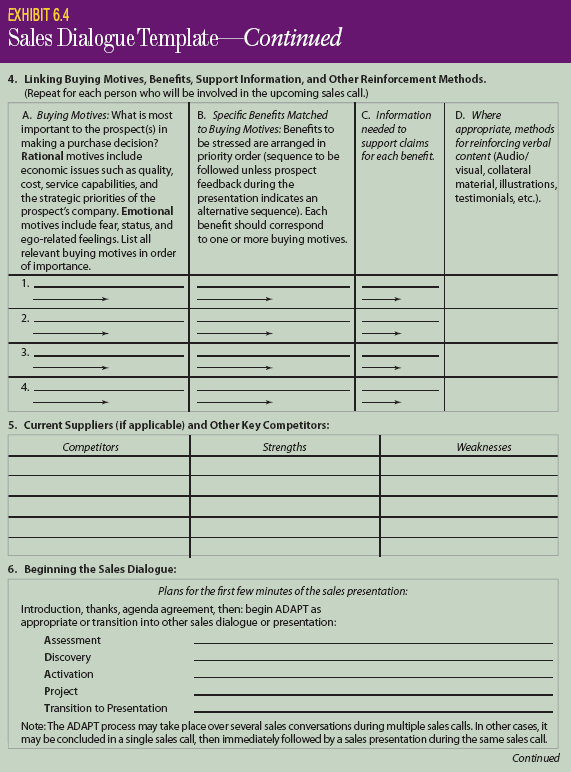 EXHIBIT 6.4
Sales Dialogue Template—Continued
4. Linking Buying Motives, Benefits, Support Information, and Other Reinforcement Methods.
(Repeat for each person who will be involved in the upcoming sales call.)
A. Buying Motives: What is most
important to the prospect(s) in
making a purchase decision?
Rational motives include
economic issues such as quality,
cost, service capabilities, and
the strategic priorities of the
prospect's company. Emotional
motives include fear, status, and
ego-related feelings. List all
relevant buying motives in order
of importance.
B. Specific Benefits Matched
to Buying Motives: Benefits to
be stressed are arranged in
priority order (sequence to be
followed unless prospect
feedback during the
presentation indicates an
alternative sequence). Each
benefit should correspond
to one or more buying motives.
C. Information
needed to
support claims
for each benefit.
D. Where
appropriate, methods
for reinforcing verbal
content (Audio/
visual, collateral
material, illustrations,
testimonials, etc.).
1.
2.
3.
4.
5. Current Suppliers (if applicable) and Other Key Competitors:
Competitors Strengths Weaknesses
6. Beginning the Sales Dialogue:
Plans for the first few minutes of the sales presentation:
Introduction, thanks, agenda agreement, then: begin ADAPT as
appropriate or transition into other sales dialogue or presentation:
Assessment
Discovery
Activation
Project
Transition to Presentation
Note: The ADAPT process may take place over several sales conversations during multiple sales calls. In other cases, it
may be concluded in a single sales call, then immediately followed by a sales presentation during the same sales call.
Continued